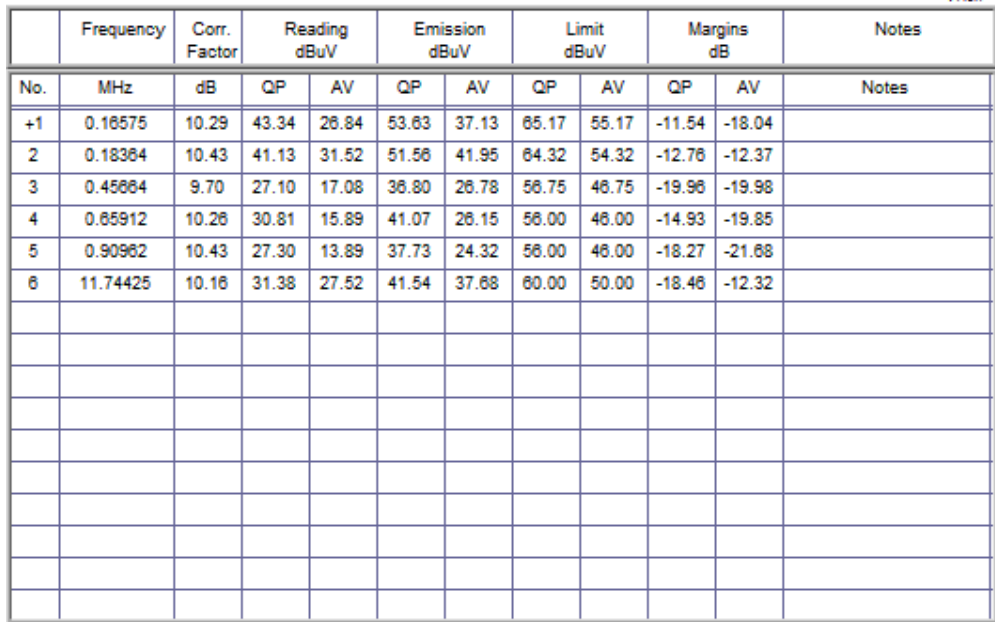 Frequency Corr. Factor Reading dBuV Emission dBuV Limit dBuV Margins dB Notes
No. MHz dB QP AV QP AV QP AV QP AV Notes
+1 0.16575 10.29 43.34 26.84 53.63 37.13 65.17 55.17 -11.54 -18.04
2 0.18364 10.43 41.13 31.52 51.56 41.95 64.32 54.32 -12.76 -12.37
3 0.45664 9.70 27.10 17.08 36.80 26.78 56.75 46.75 -19.96 -19.98
4 0.65912 10.26 30.81 15.89 41.07 26.15 56.00 46.00 -14.93 -19.85
5 0.90962 10.43 27.30 13.89 37.73 24.32 56.00 46.00 -18.27 -21.68
6 11.74425 10.16 31.38 27.52 41.54 37.68 60.00 50.00 -18.46 -12.32